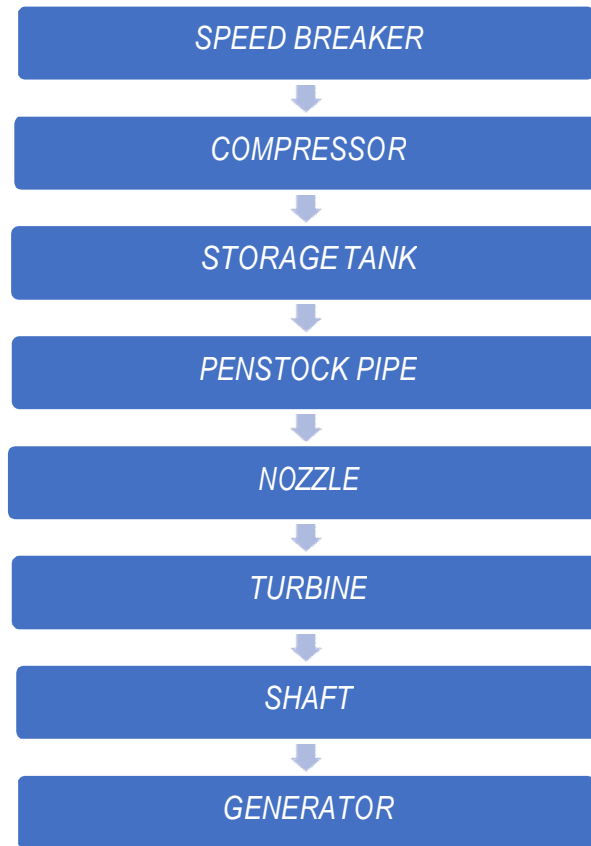 SPEED BREAKER
COMPRESSOR
STORAGE TANK
PENSTOCK PIPE
NOZZLE
TURBINE
SHAFT
GENERATOR